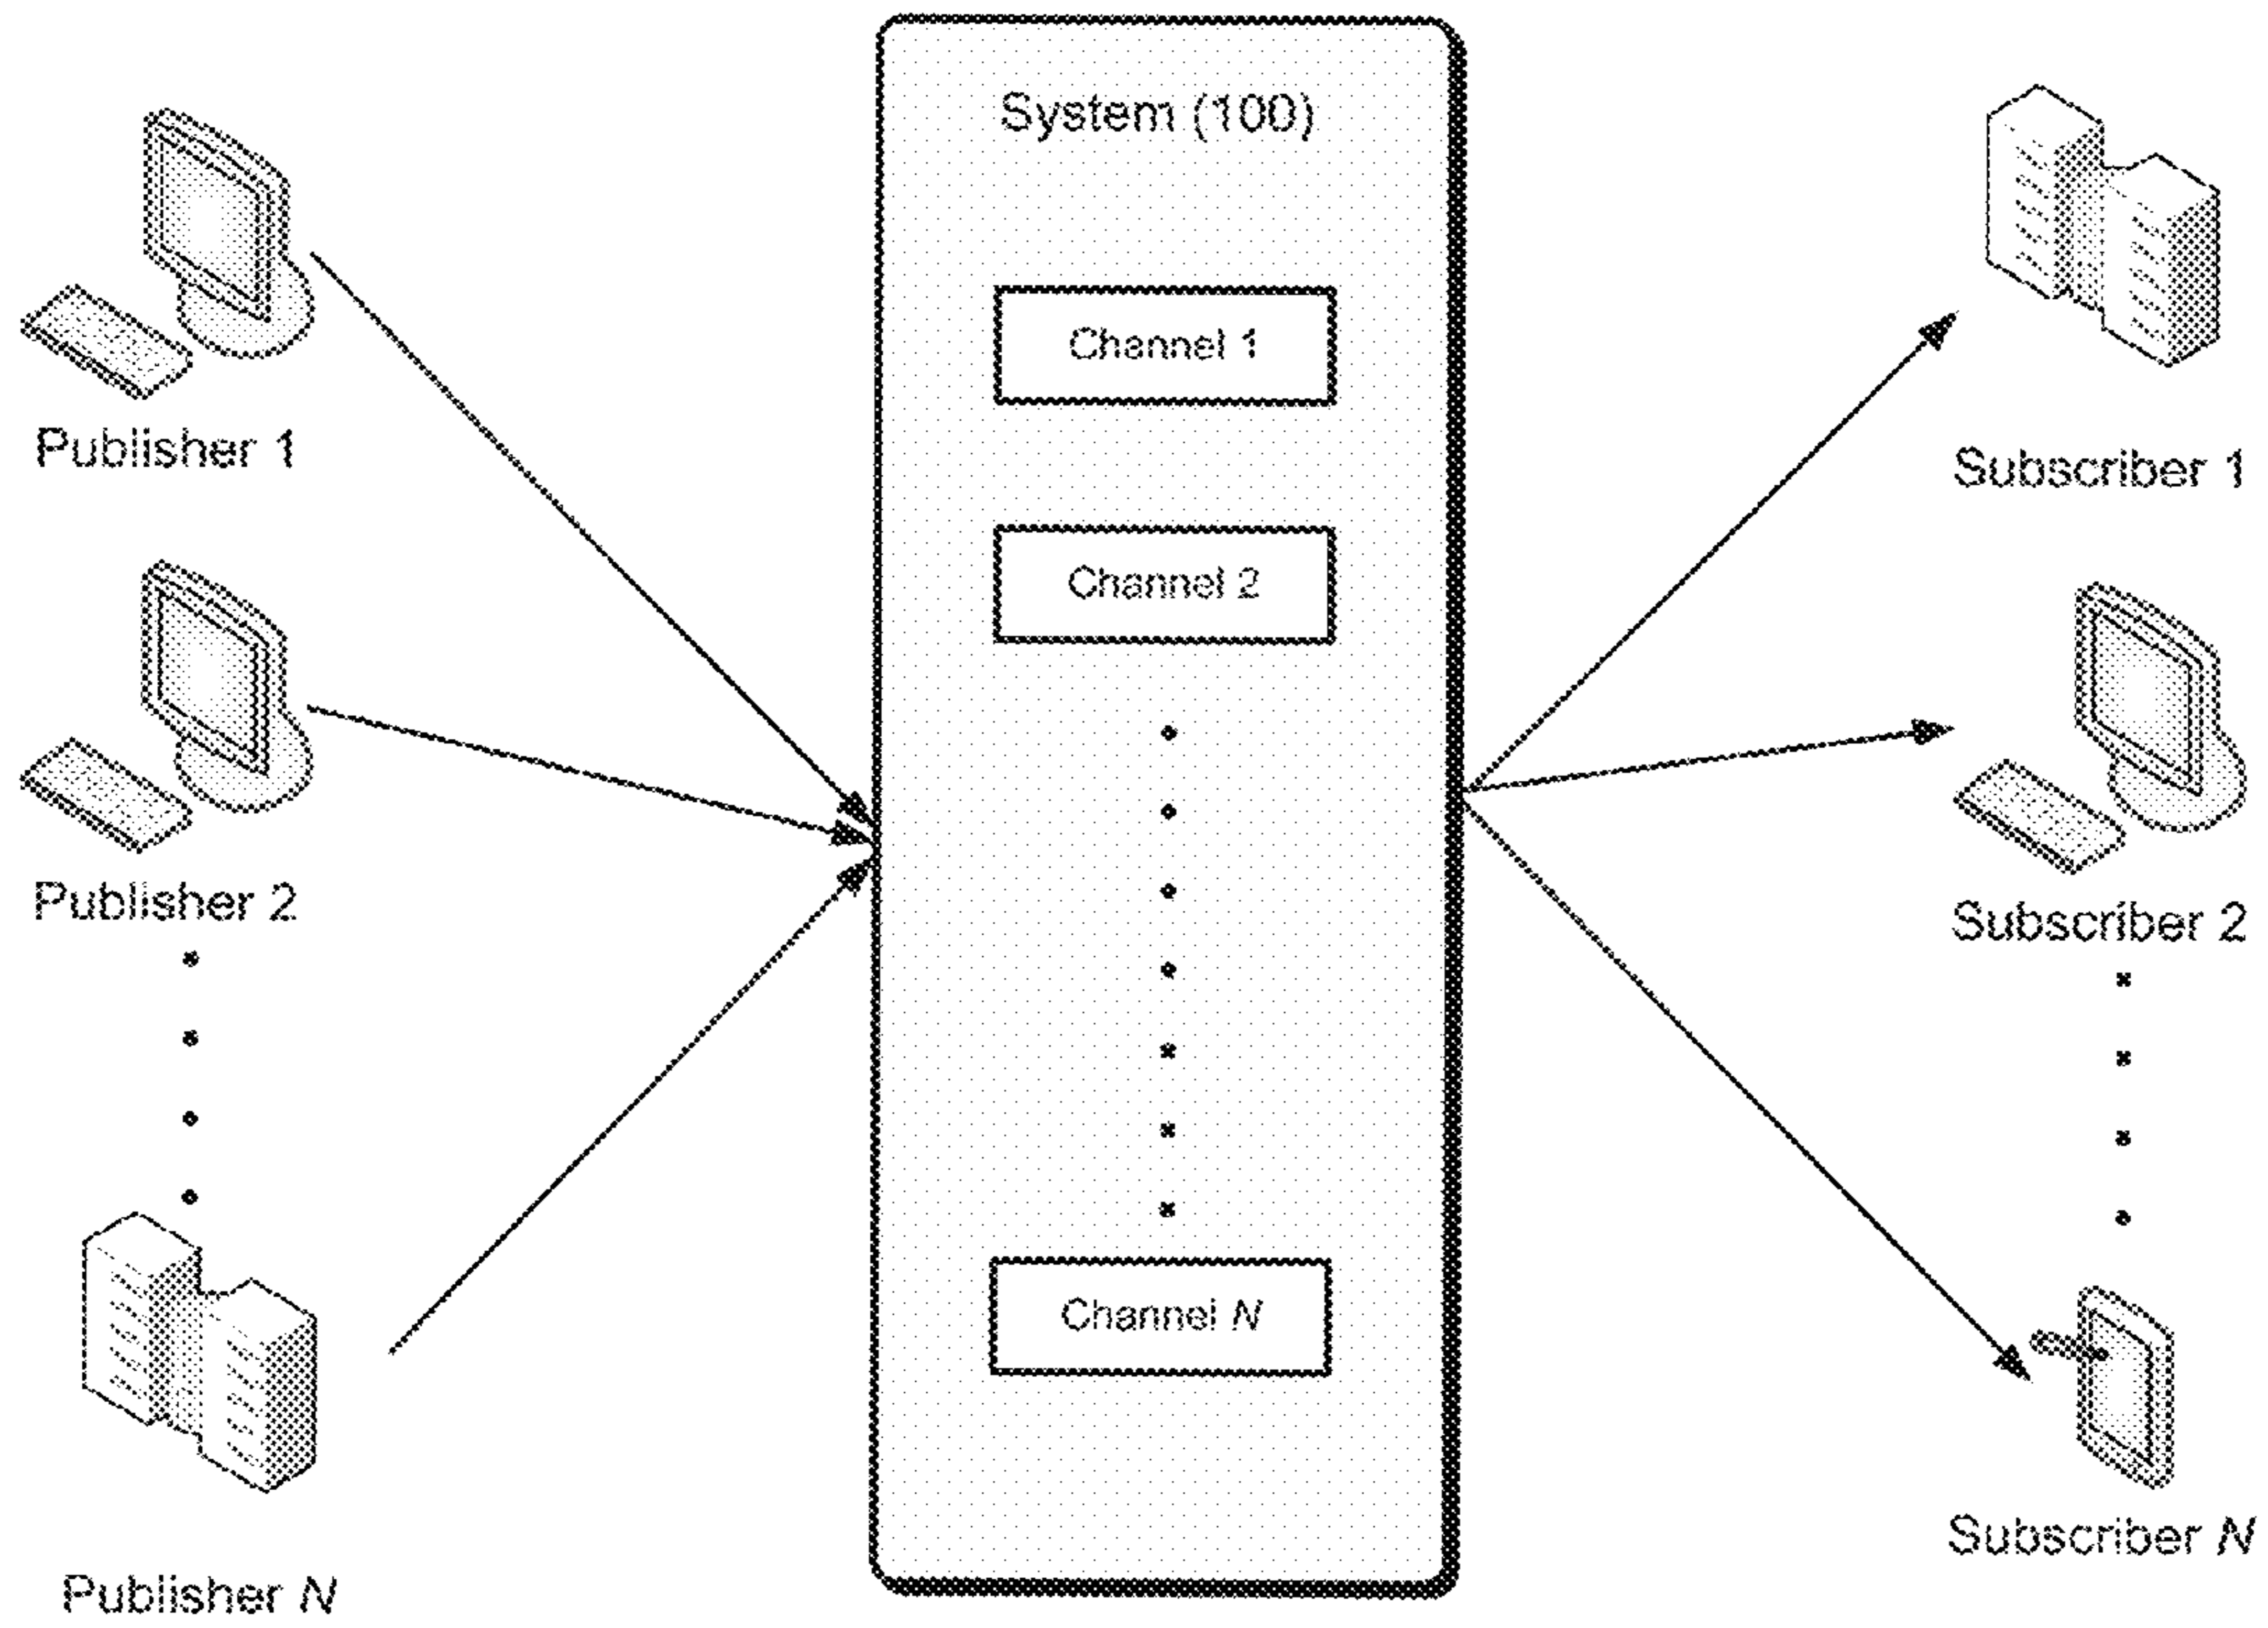 System (100)
Publisher 1
Publisher 2
Publisher N
Channel 1
Channel 2
Channel N
Subscriber 1
Subscriber 2
Subscriber N